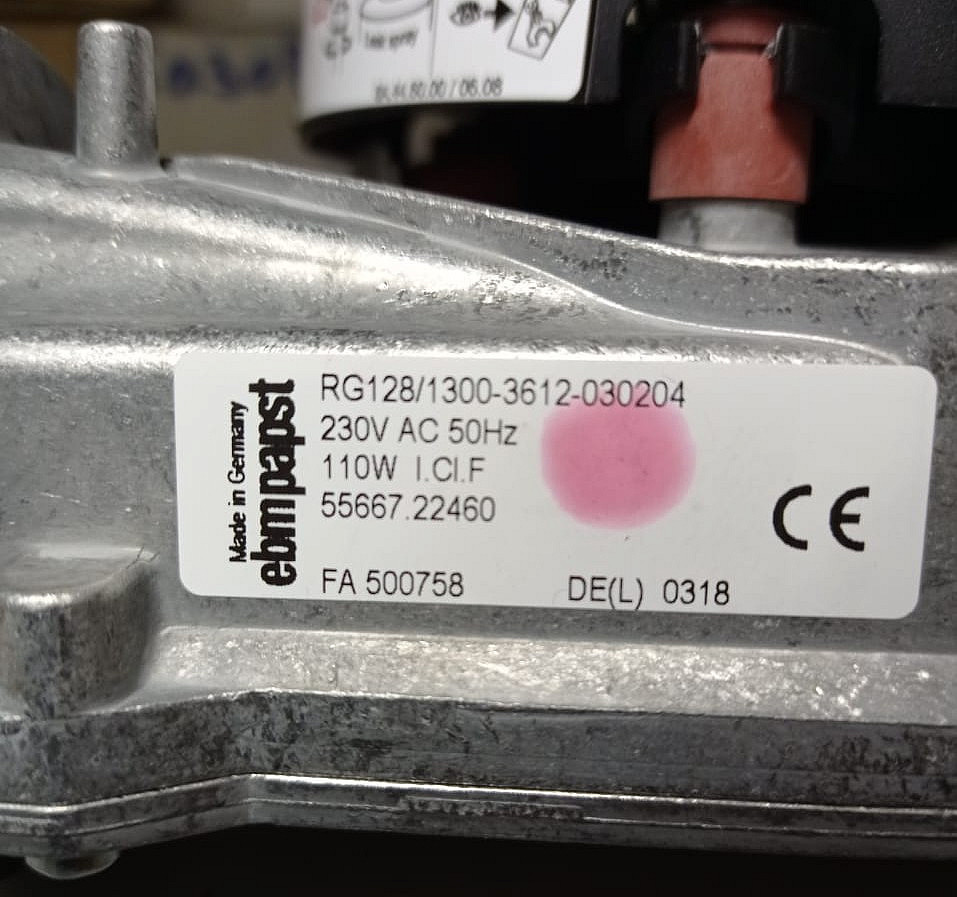 Made in Germany
ebmpapst
RG128/1300-3612-030204
230V AC 50Hz
110W I.Cl.F
55667.22460
FA 500758
DE(L) 0318
CE